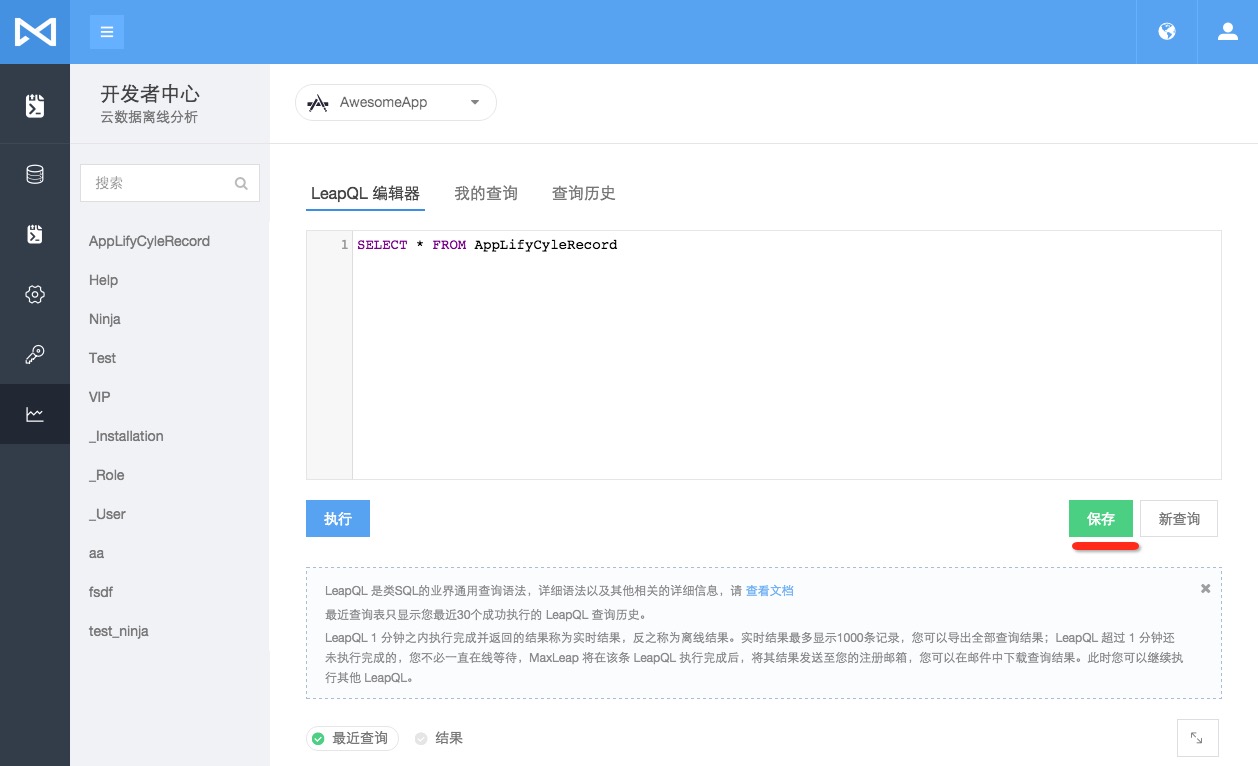 开发者中心
云数据离线分析
AwesomeApp
搜索
AppLifyCyleRecord
Help
Ninja
Test
VIP
_Installation
_Role
_User
aa
fsdf
test_ninja
LeapQL 编辑器 我的查询 查询历史
1 SELECT * FROM AppLifyCyleRecord
执行 保存 新查询
LeapQL 是类SQL的业界通用查询语法，详细语法以及其他相关的详细信息，请 查看文档
最近查询表只显示您最近30个成功执行的 LeapQL 查询历史。
LeapQL 1 分钟之内执行完成并返回的结果称为实时结果，反之称为离线结果。实时结果最多显示1000条记录，您可以导出全部查询结果；LeapQL 超过 1 分钟还
未执行完成的，您不必一直在线等待，MaxLeap 将在该条 LeapQL 执行完成后，将其结果发送至您的注册邮箱，您可以在邮件中下载查询结果。此时您可以继续执
行其他 LeapQL。
最近查询 结果